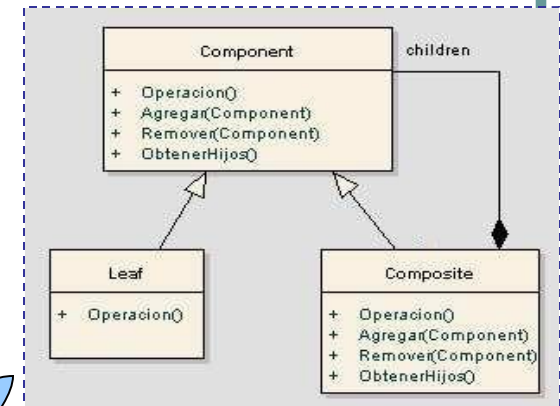 Component
children
+ Operacion()
+ Agregar(Component)
+ Remover(Component)
+ ObtenerHijos()
Leaf
+ Operacion()
Composite
+ Operacion()
+ Agregar(Component)
+ Remover(Component)
+ ObtenerHijos()